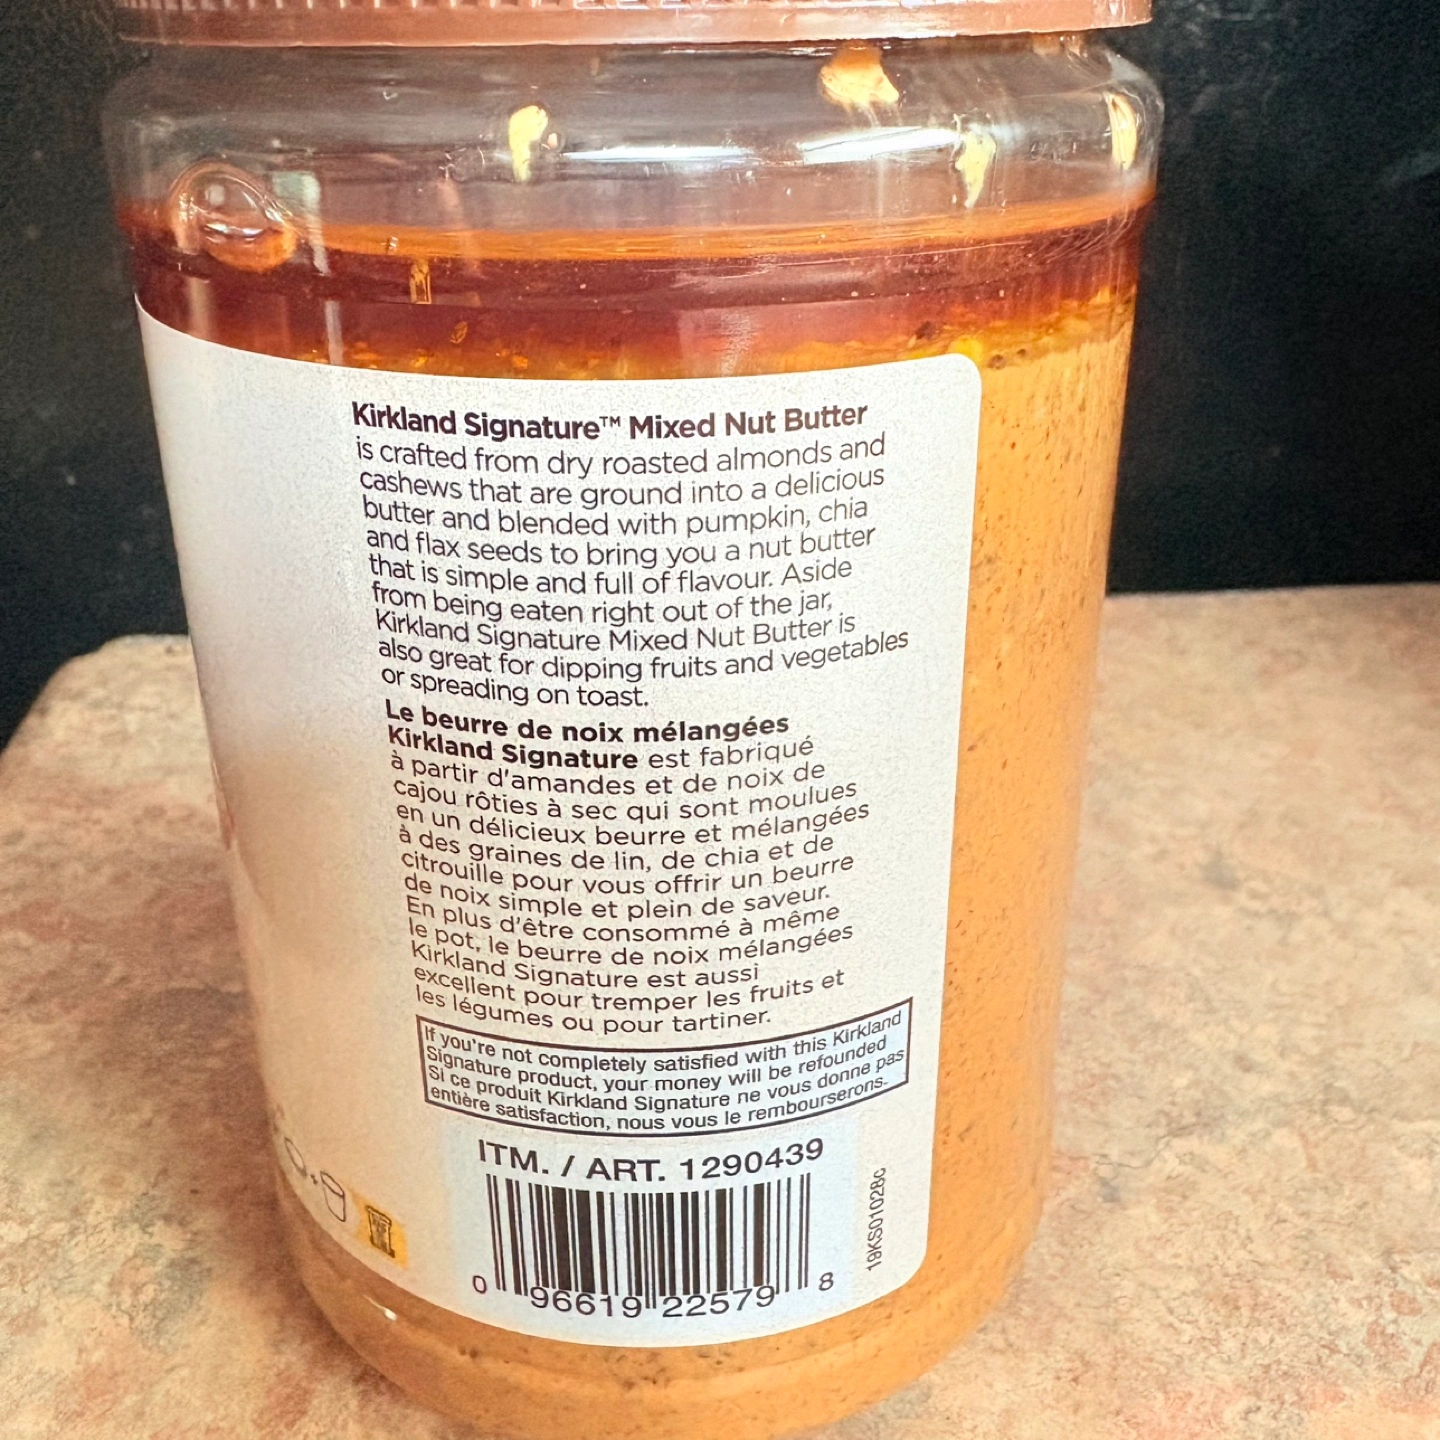 Kirkland Signature™ Mixed Nut Butter
is crafted from dry roasted almonds and
cashews that are ground into a delicious
butter and blended with pumpkin, chia
and flax seeds to bring you a nut butter
that is simple and full of flavour. Aside
from being eaten right out of the jar,
Kirkland Signature Mixed Nut Butter is
also great for dipping fruits and vegetables
or spreading on toast.
Le beurre de noix mélangées
Kirkland Signature est fabriqué
à partir d'amandes et de noix de
cajou rôties à sec qui sont moulues
en un délicieux beurre et mélangées
à des graines de lin, de chia et de
citrouille pour vous offrir un beurre
de noix simple et plein de saveur.
En plus d'être consommé à même
le pot, le beurre de noix mélangées
Kirkland Signature est aussi
excellent pour tremper les fruits et
les légumes ou pour tartiner.
If you're not completely satisfied with this Kirkland
Signature product, your money will be refounded
Si ce produit Kirkland Signature ne vous donne pas
entière satisfaction, nous vous le rembourserons.
ITM. / ART. 1290439
19KS01028c
0 96619 22579 8